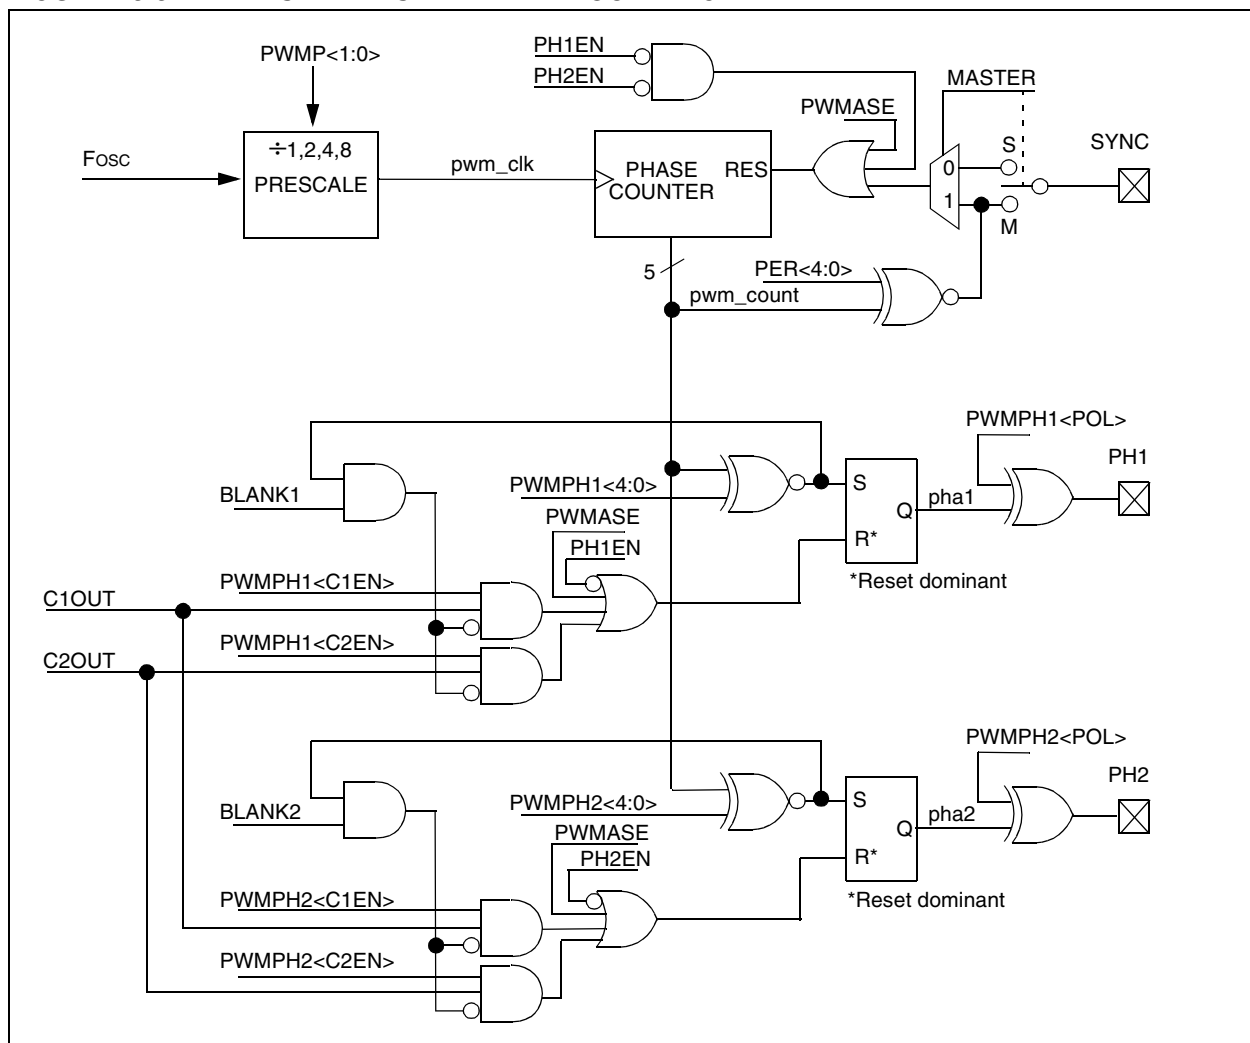 PWMP<1:0>
PH1EN
PH2EN
MASTER
PWMASE
SYNC
FOSC
÷1,2,4,8
PRESCALE
pwm_clk
PHASE
COUNTER
RES
0
1
S
M
5
PER<4:0>
pwm_count
PWMPH1<POL>
PH1
BLANK1
PWMPH1<4:0>
S
Q
R*
pha1
PWMASE
PH1EN
*Reset dominant
PWMPH1<C1EN>
C1OUT
PWMPH1<C2EN>
C2OUT
PWMPH2<POL>
PH2
BLANK2
PWMPH2<4:0>
S
Q
R*
pha2
PWMASE
PH2EN
*Reset dominant
PWMPH2<C1EN>
PWMPH2<C2EN>